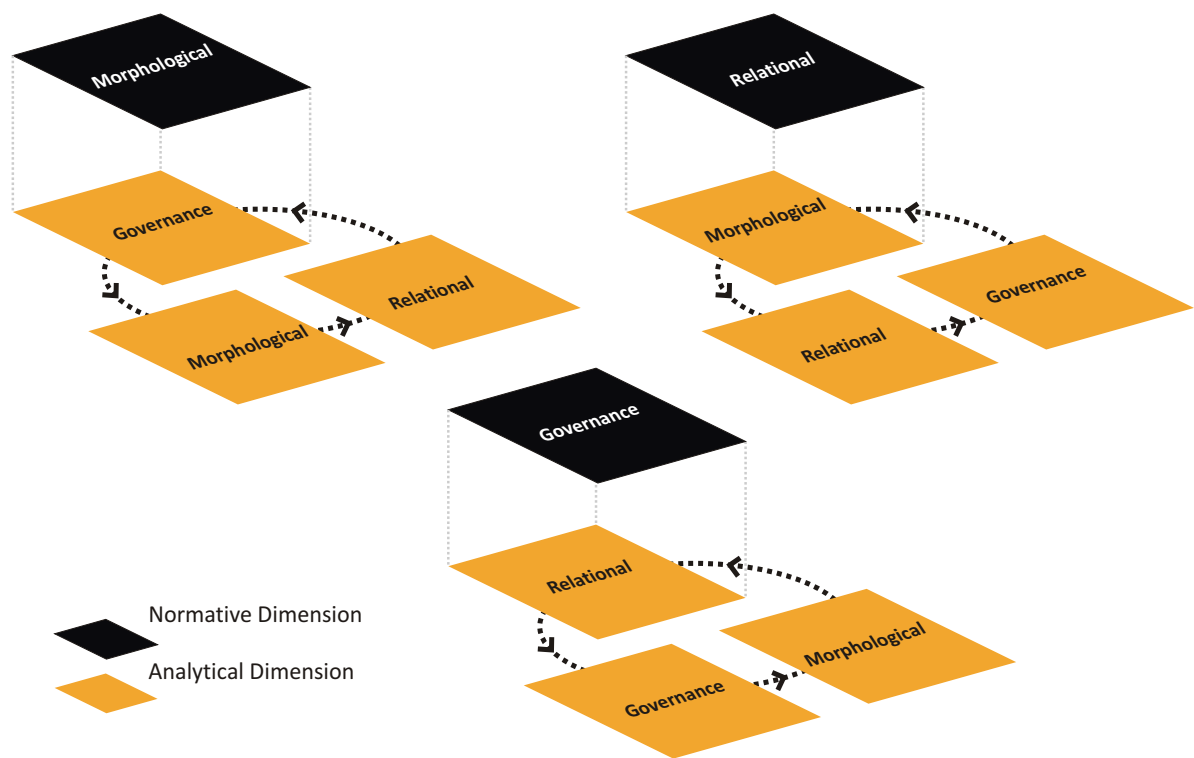 Morphological
Governance
Morphological
Relational
Relational
Morphological
Relational
Governance
Governance
Relational
Governance
Morphological
Normative Dimension
Analytical Dimension